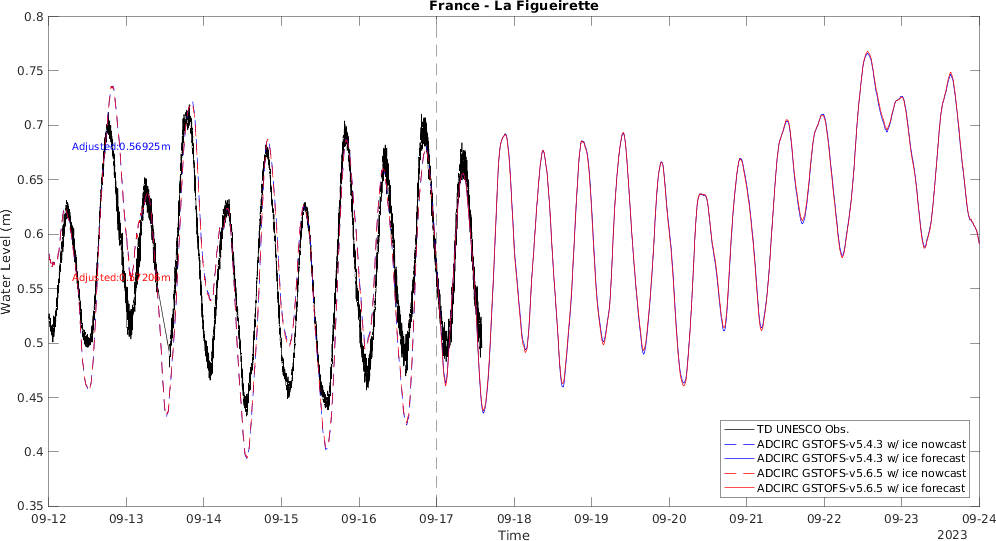 France - La Figueirette
0.8
0.75
0.7
0.65
0.6
0.55
0.5
0.45
0.4
0.35
Water Level (m)
Adjusted:0.56925m
TD UNESCO Obs.
ADCIRC GSTOFS-v5.4.3 w/ ice nowcast
ADCIRC GSTOFS-v5.4.3 w/ ice forecast
ADCIRC GSTOFS-v5.6.5 w/ ice nowcast
ADCIRC GSTOFS-v5.6.5 w/ ice forecast
09-12 09-13 09-14 09-15 09-16 09-17 09-18 09-19 09-20 09-21 09-22 09-23 09-24
Time
2023